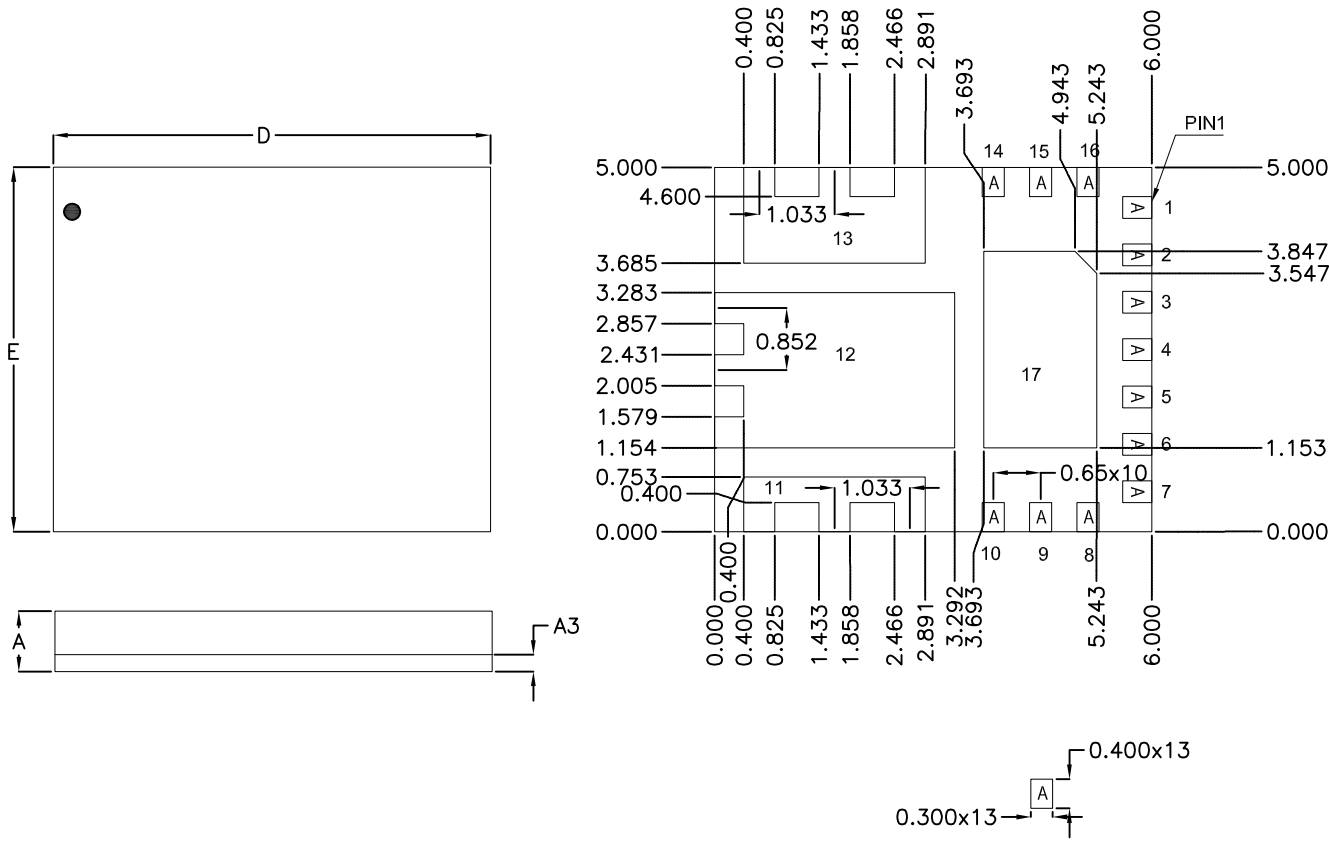 0.400
0.825
1.433
1.858
2.466
2.891
6.000
3.693
4.943
5.243
PIN1
D
5.000
14
15
16
5.000
4.600
A
A
A
1.033
A
1
13
3.847
A
2
3.685
3.547
3.283
A
3
2.857
E
0.852
12
A
4
2.431
17
2.005
A
5
1.579
1.154
A
6
1.153
0.753
0.65x10
0.400
11
1.033
A
7
A
A
A
0.000
0.000
10
9
8
0.400
0.000
0.400
0.825
1.433
1.858
2.466
2.891
3.292
3.693
5.243
6.000
A
A3
0.400x13
A
0.300x13